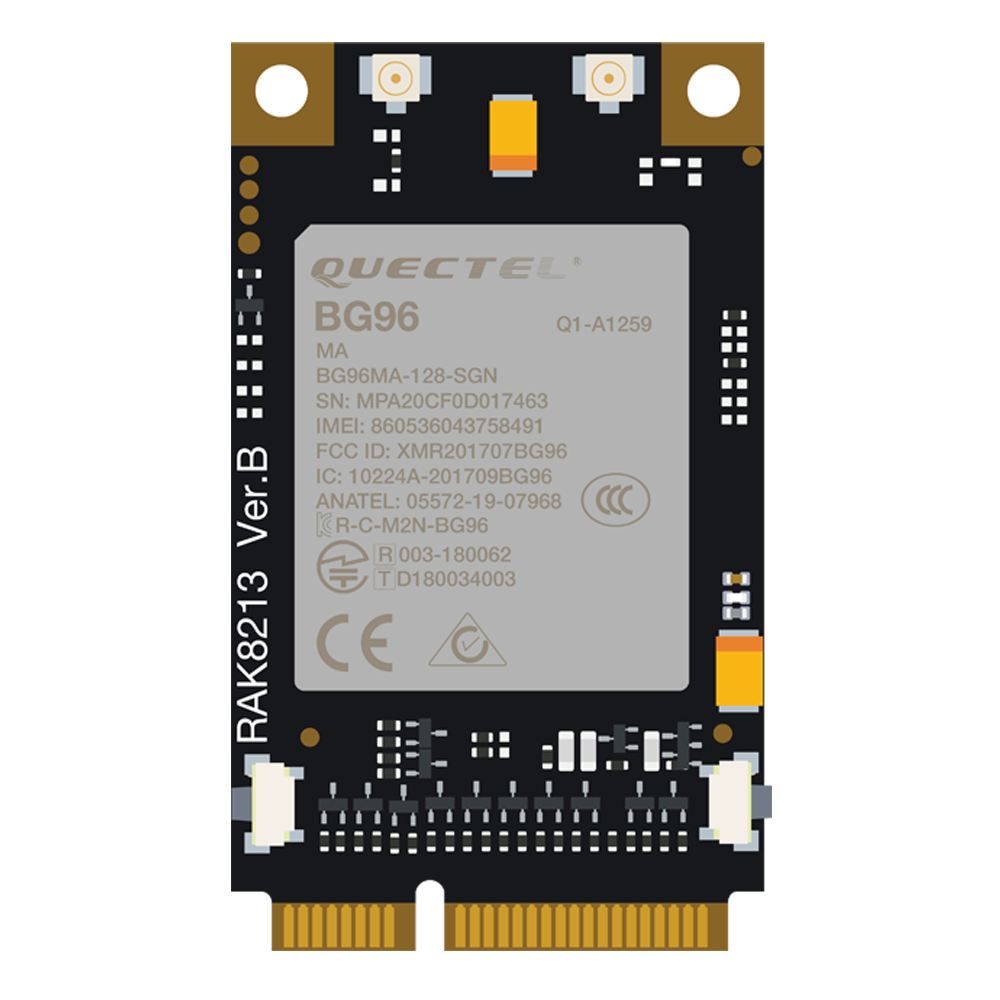 QUECTEL®
BG96 Q1-A1259
MA
BG96MA-128-SGN
SN: MPA20CF0D017463
IMEI: 860536043758491
FCC ID: XMR201707BG96
IC: 10224A-201709BG96
ANATEL: 05572-19-07968
R-C-M2N-BG96
R 003-180062
T D180034003
CE
CCC
RAK8213 Ver.B